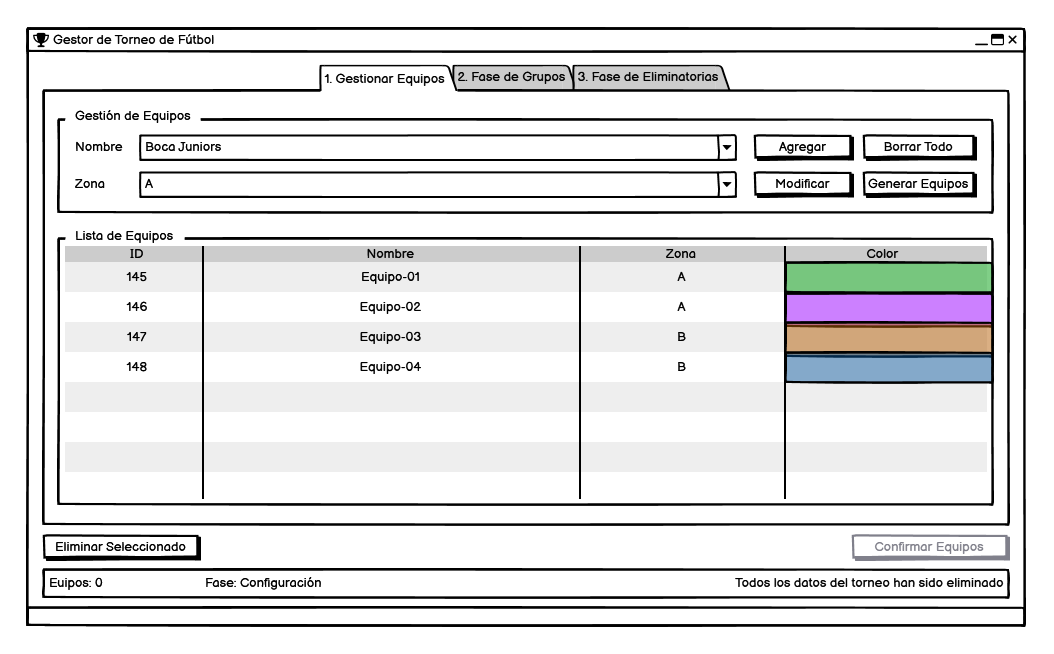 Gestor de Torneo de Fútbol
1. Gestionar Equipos 2. Fase de Grupos 3. Fase de Eliminatorias
Gestión de Equipos
Nombre Boca Juniors Agregar Borrar Todo
Zona A Modificar Generar Equipos
Lista de Equipos
ID Nombre Zona Color
145 Equipo-01 A
146 Equipo-02 A
147 Equipo-03 B
148 Equipo-04 B
Eliminar Seleccionado Confirmar Equipos
Euipos: 0 Fase: Configuración Todos los datos del torneo han sido eliminado